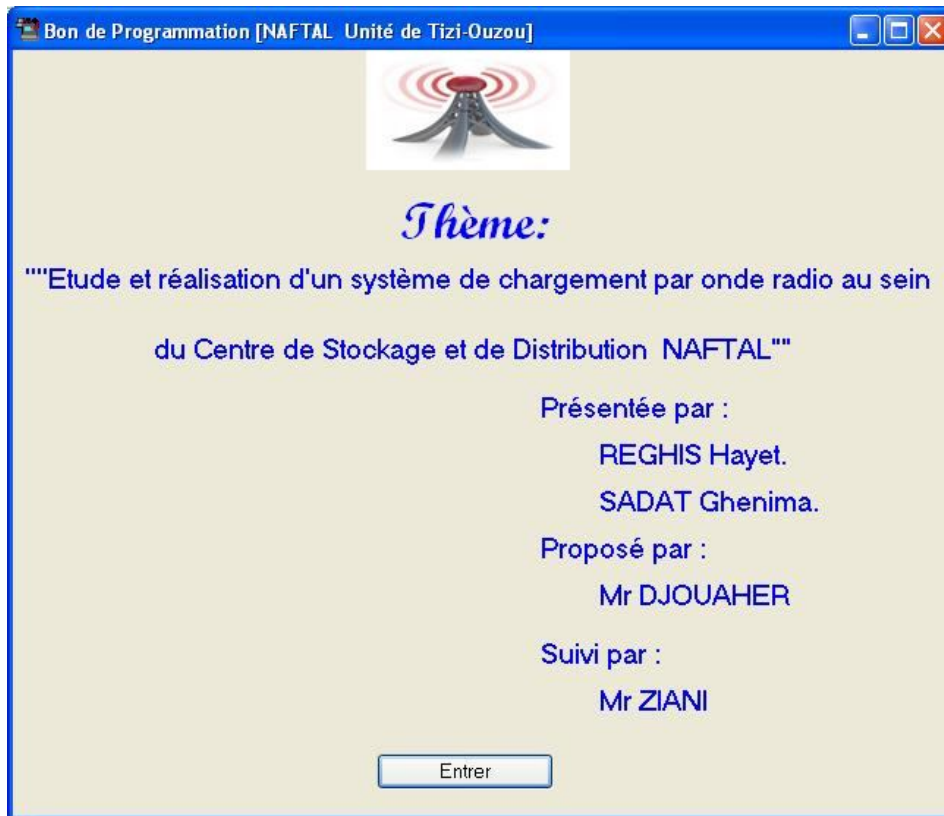 Bon de Programmation [NAFTAL  Unité de Tizi-Ouzou]
Thème:
""Etude et réalisation d'un système de chargement par onde radio au sein
du Centre de Stockage et de Distribution  NAFTAL""
Présentée par :
REGHIS Hayet.
SADAT Ghenima.
Proposé par :
Mr DJOUAHER
Suivi par :
Mr ZIANI
Entrer